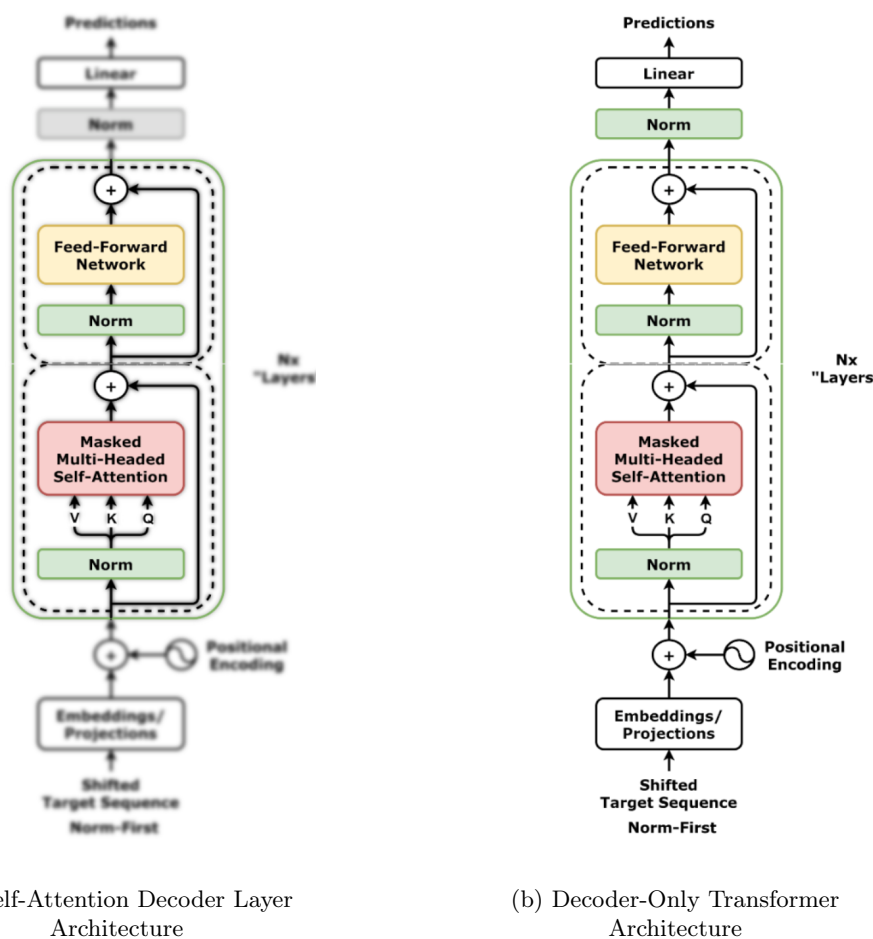 Predictions
Linear
Norm
+
Feed-Forward
Network
Norm
+
Masked
Multi-Headed
Self-Attention
V K Q
Norm
+
Positional
Encoding
Embeddings/
Projections
Shifted
Target Sequence
Norm-First
Nx
"Layers
elf-Attention Decoder Layer
Architecture
Predictions
Linear
Norm
+
Feed-Forward
Network
Norm
+
Masked
Multi-Headed
Self-Attention
V K Q
Norm
+
Positional
Encoding
Embeddings/
Projections
Shifted
Target Sequence
Norm-First
Nx
"Layers
(b) Decoder-Only Transformer
Architecture